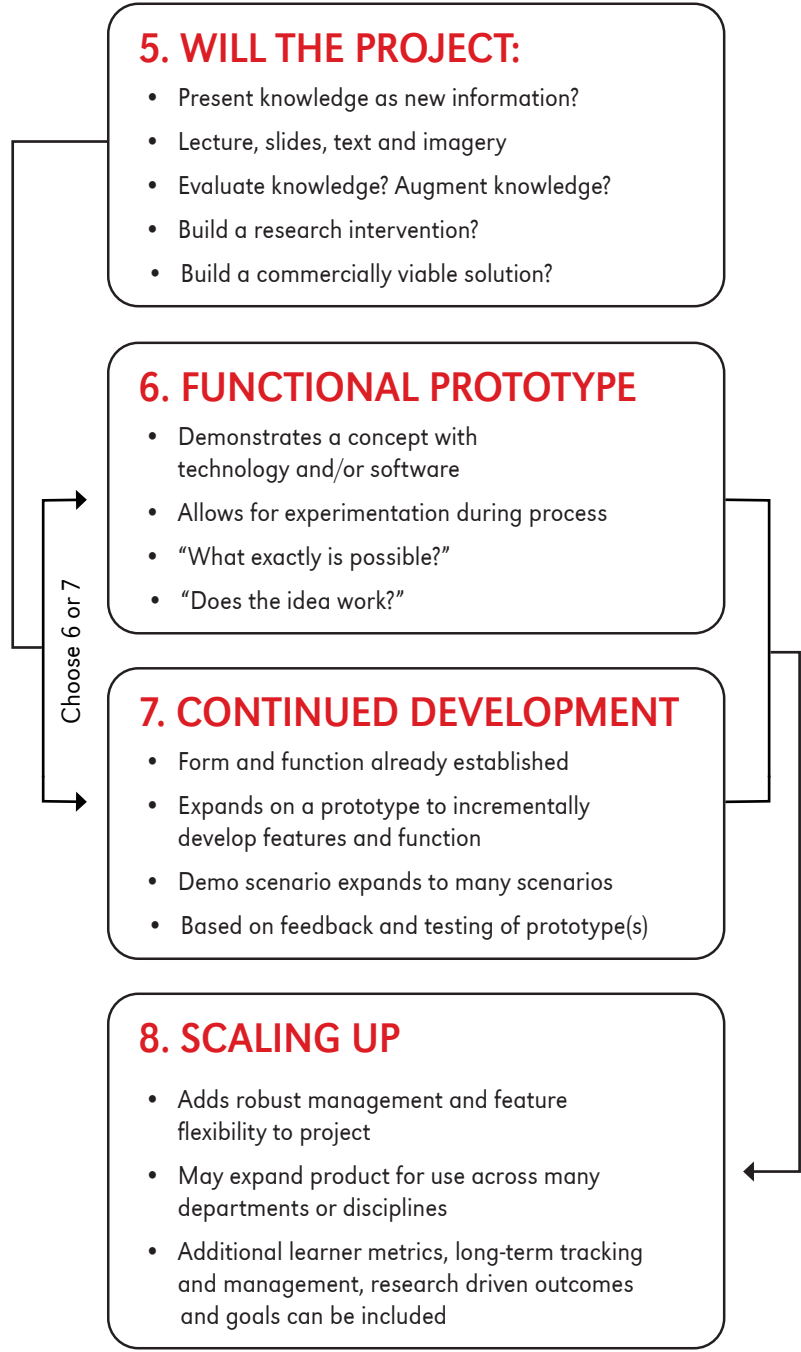 5. WILL THE PROJECT:
• Present knowledge as new information?
• Lecture, slides, text and imagery
• Evaluate knowledge? Augment knowledge?
• Build a research intervention?
• Build a commercially viable solution?
Choose 6 or 7
6. FUNCTIONAL PROTOTYPE
• Demonstrates a concept with
technology and/or software
• Allows for experimentation during process
• “What exactly is possible?”
• “Does the idea work?”
7. CONTINUED DEVELOPMENT
• Form and function already established
• Expands on a prototype to incrementally
develop features and function
• Demo scenario expands to many scenarios
• Based on feedback and testing of prototype(s)
8. SCALING UP
• Adds robust management and feature
flexibility to project
• May expand product for use across many
departments or disciplines
• Additional learner metrics, long-term tracking
and management, research driven outcomes
and goals can be included